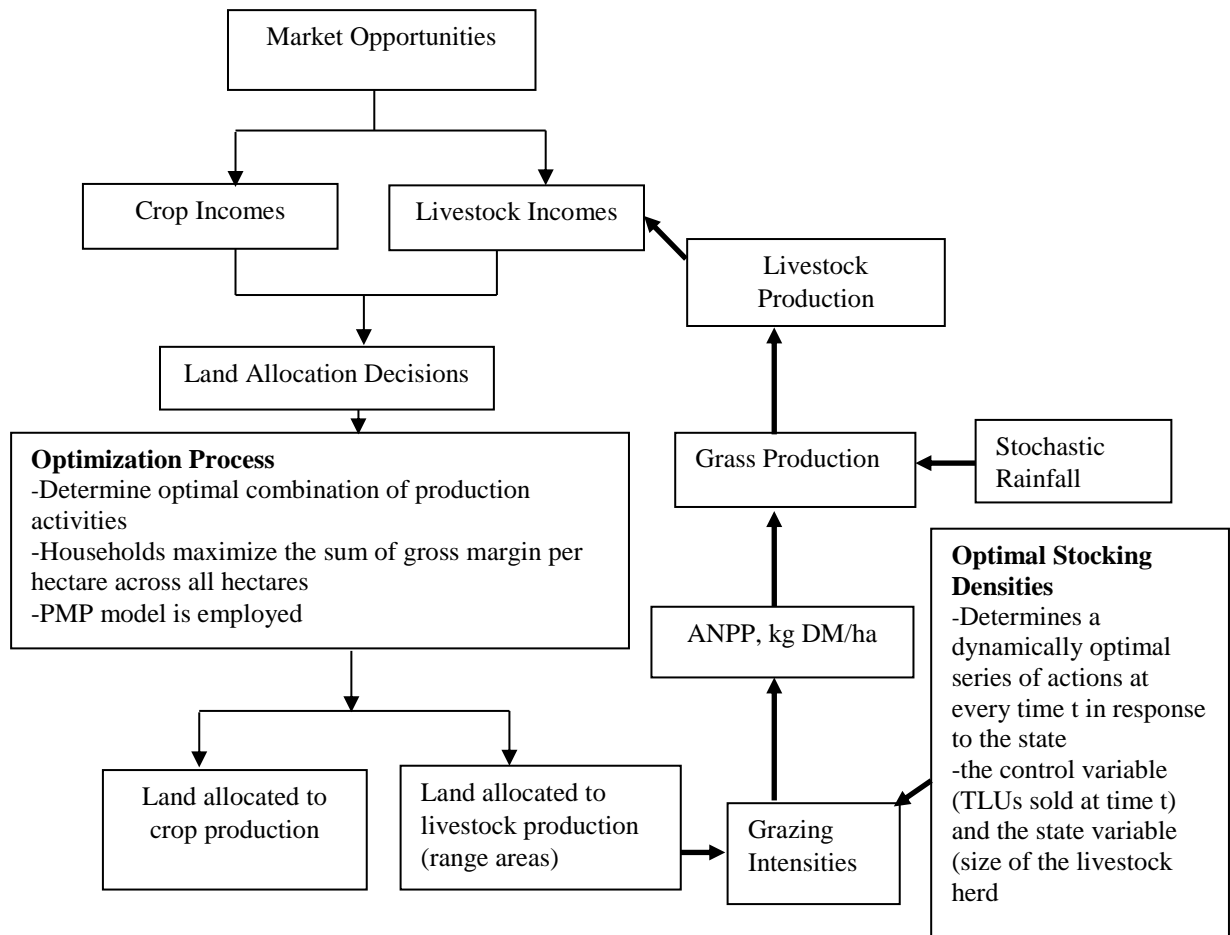 Market Opportunities
Crop Incomes
Livestock Incomes
Livestock
Production
Land Allocation Decisions
Optimization Process
-Determine optimal combination of production
activities
-Households maximize the sum of gross margin per
hectare across all hectares
-PMP model is employed
Grass Production
Stochastic
Rainfall
ANPP, kg DM/ha
Optimal Stocking
Densities
-Determines a
dynamically optimal
series of actions at
every time t in response
to the state
-the control variable
(TLUs sold at time t)
and the state variable
(size of the livestock
herd
Land allocated to
crop production
Land allocated to
livestock production
(range areas)
Grazing
Intensities